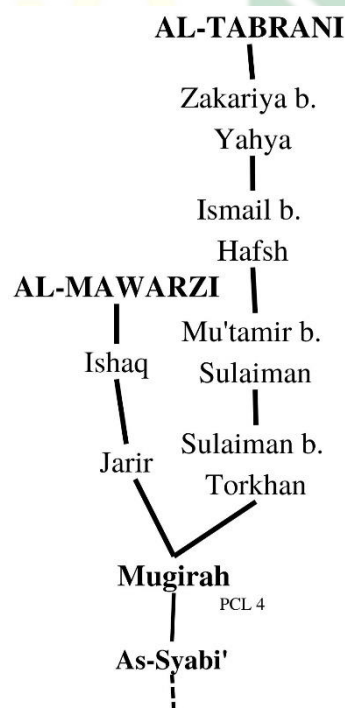 AL-TABRANI
Zakariya b.
Yahya
Ismail b.
Hafsh
AL-MAWARZI
Mu'tamir b.
Ishaq
Sulaiman
Sulaiman b.
Jarir
Torkhan
Mugirah
PCL 4
As-Syabi'